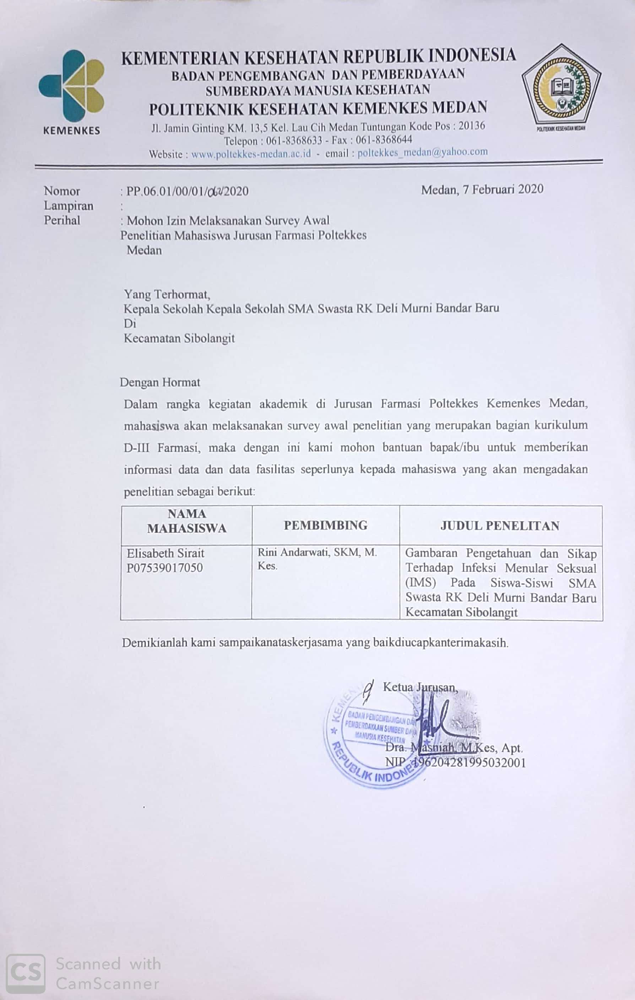 KEMENTERIAN KESEHATAN REPUBLIK INDONESIA
BADAN PENGEMBANGAN DAN PEMBERDAYAAN
SUMBERDAYA MANUSIA KESEHATAN
POLITEKNIK KESEHATAN KEMENKES MEDAN
Jl. Jamin Ginting KM. 13,5 Kel. Lau Cih Medan Tuntungan Kode Pos : 20136
Telepon : 061-8368633 - Fax : 061-8368644
Website : www.poltekkes-medan.ac.id - email : poltekkes_medan@yahoo.com
KEMENKES
POLITEKNIK KESEHATAN MEDAN
Nomor : PP.06.01/00/01/ /2020 Medan, 7 Februari 2020
Lampiran :
Perihal : Mohon Izin Melaksanakan Survey Awal
Penelitian Mahasiswa Jurusan Farmasi Poltekkes
Medan
Yang Terhormat,
Kepala Sekolah Kepala Sekolah SMA Swasta RK Deli Murni Bandar Baru
Di
Kecamatan Sibolangit
Dengan Hormat
Dalam rangka kegiatan akademik di Jurusan Farmasi Poltekkes Kemenkes Medan,
mahasiswa akan melaksanakan survey awal penelitian yang merupakan bagian kurikulum
D-III Farmasi, maka dengan ini kami mohon bantuan bapak/ibu untuk memberikan
informasi data dan data fasilitas seperlunya kepada mahasiswa yang akan mengadakan
penelitian sebagai berikut:
NAMA
MAHASISWA
PEMBIMBING
JUDUL PENELITAN
Elisabeth Sirait
P07539017050
Rini Andarwati, SKM, M.
Kes.
Gambaran Pengetahuan dan Sikap
Terhadap Infeksi Menular Seksual
(IMS) Pada Siswa-Siswi SMA
Swasta RK Deli Murni Bandar Baru
Kecamatan Sibolangit
Demikianlah kami sampaikanataskerjasama yang baikdiucapkanterimakasih.
Ketua Jurusan,
BADAN PENGEMBANGAN DAN
PEMBERDAYAAN SUMBER DAYA
MANUSIA KESEHATAN
REPUBLIK INDONESIA
Dra. Masniah, M.Kes, Apt.
NIP :196204281995032001
CS
Scanned with
CamScanner